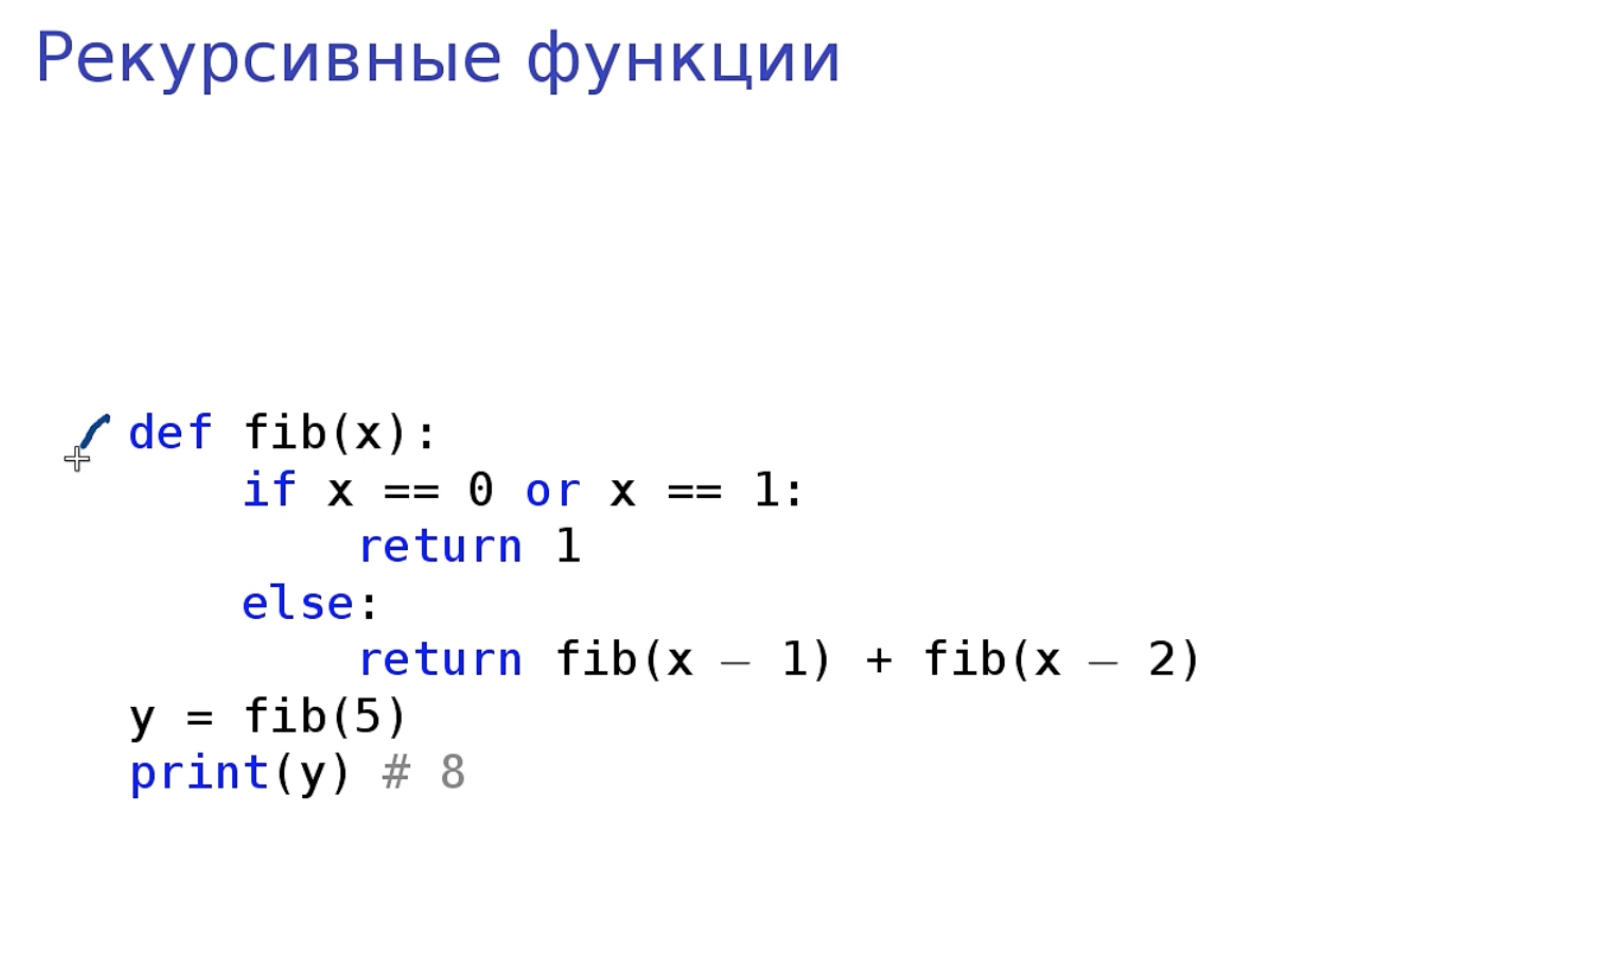 Рекурсивные функции
def fib(x):
    if x == 0 or x == 1:
        return 1
    else:
        return fib(x – 1) + fib(x – 2)
y = fib(5)
print(y) # 8